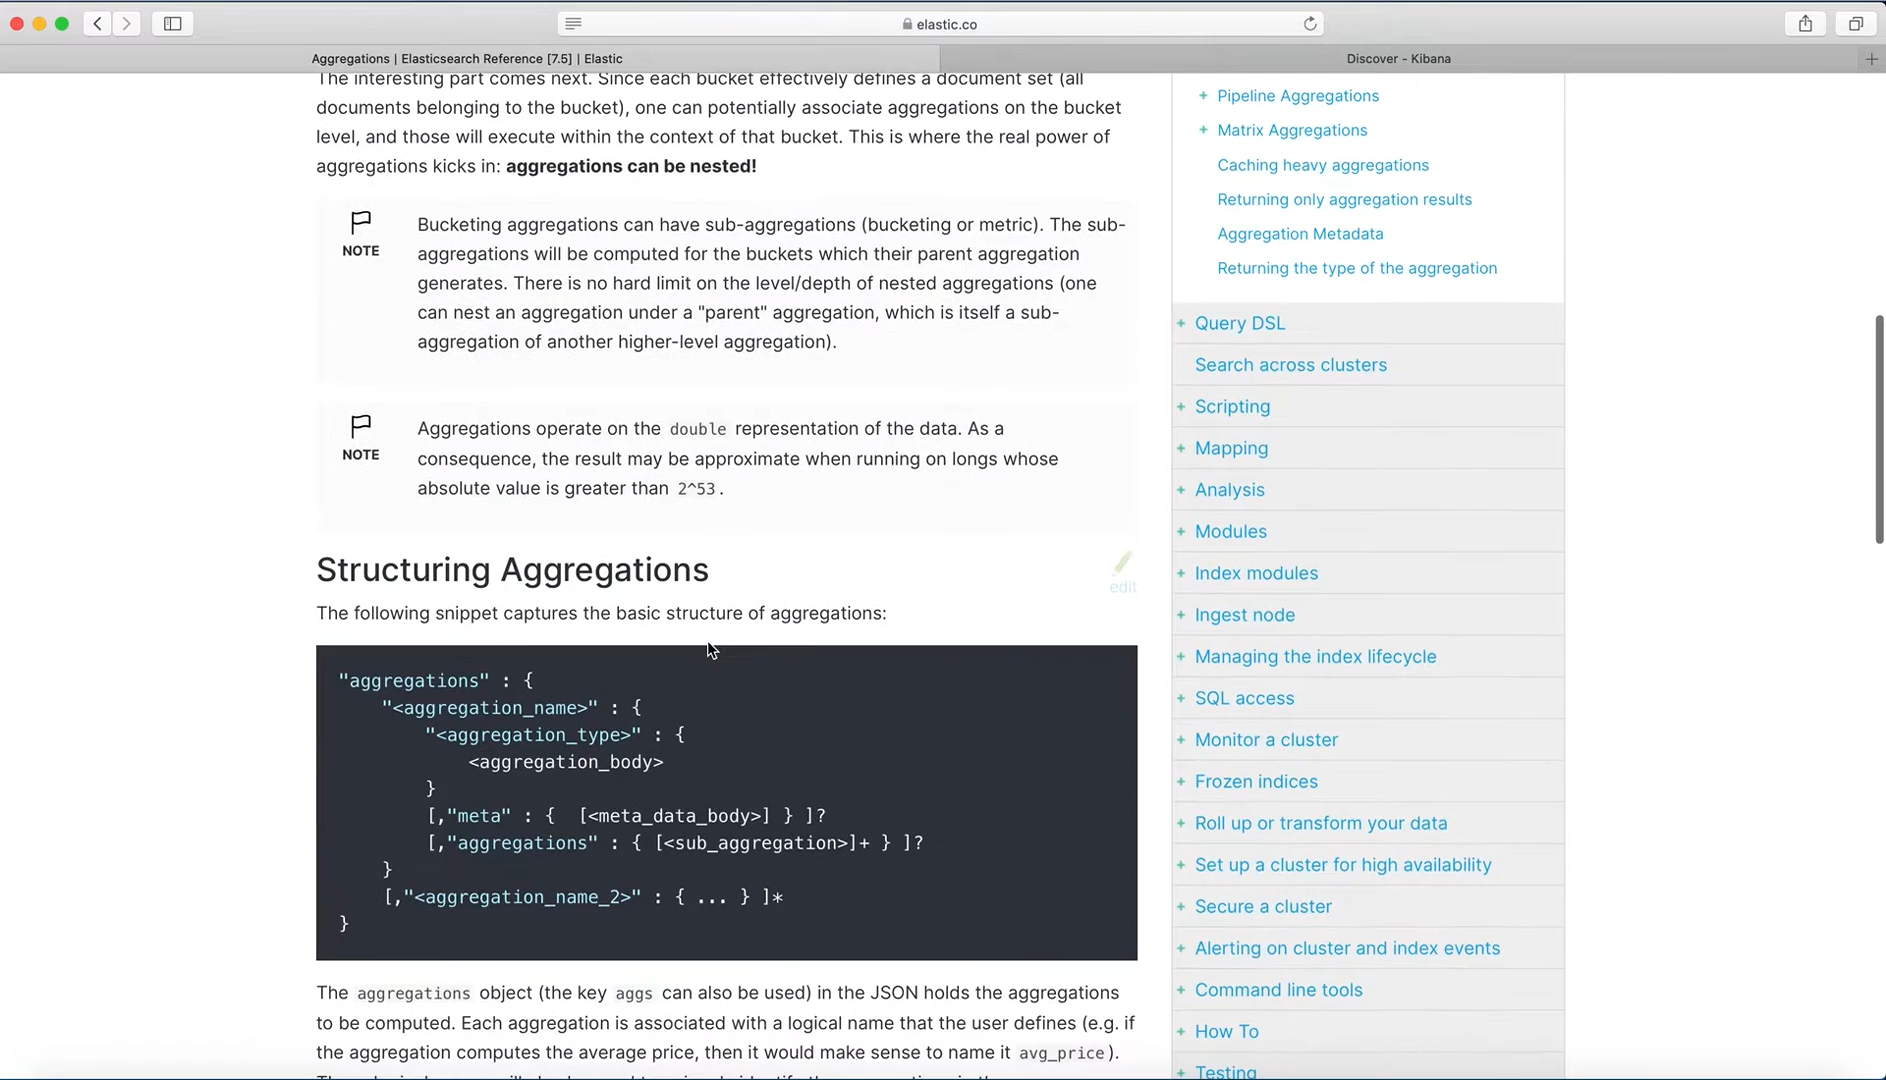 elastic.co
Aggregations | Elasticsearch Reference [7.5] | Elastic
Discover - Kibana
The interesting part comes next. Since each bucket effectively defines a document set (all
documents belonging to the bucket), one can potentially associate aggregations on the bucket
level, and those will execute within the context of that bucket. This is where the real power of
aggregations kicks in: aggregations can be nested!
NOTE
Bucketing aggregations can have sub-aggregations (bucketing or metric). The sub-
aggregations will be computed for the buckets which their parent aggregation
generates. There is no hard limit on the level/depth of nested aggregations (one
can nest an aggregation under a "parent" aggregation, which is itself a sub-
aggregation of another higher-level aggregation).
NOTE
Aggregations operate on the double representation of the data. As a
consequence, the result may be approximate when running on longs whose
absolute value is greater than 2^53.
Structuring Aggregations
edit
The following snippet captures the basic structure of aggregations:
"aggregations" : {
"<aggregation_name>" : {
"<aggregation_type>" : {
<aggregation_body>
}
[,"meta" : {  [<meta_data_body>] } ]?
[,"aggregations" : { [<sub_aggregation>]+ } ]?
}
[,"<aggregation_name_2>" : { ... } ]*
}
The aggregations object (the key aggs can also be used) in the JSON holds the aggregations
to be computed. Each aggregation is associated with a logical name that the user defines (e.g. if
the aggregation computes the average price, then it would make sense to name it avg_price).
+ Pipeline Aggregations
+ Matrix Aggregations
Caching heavy aggregations
Returning only aggregation results
Aggregation Metadata
Returning the type of the aggregation
+ Query DSL
Search across clusters
+ Scripting
+ Mapping
+ Analysis
+ Modules
+ Index modules
+ Ingest node
+ Managing the index lifecycle
+ SQL access
+ Monitor a cluster
+ Frozen indices
+ Roll up or transform your data
+ Set up a cluster for high availability
+ Secure a cluster
+ Alerting on cluster and index events
+ Command line tools
+ How To
+ Testing